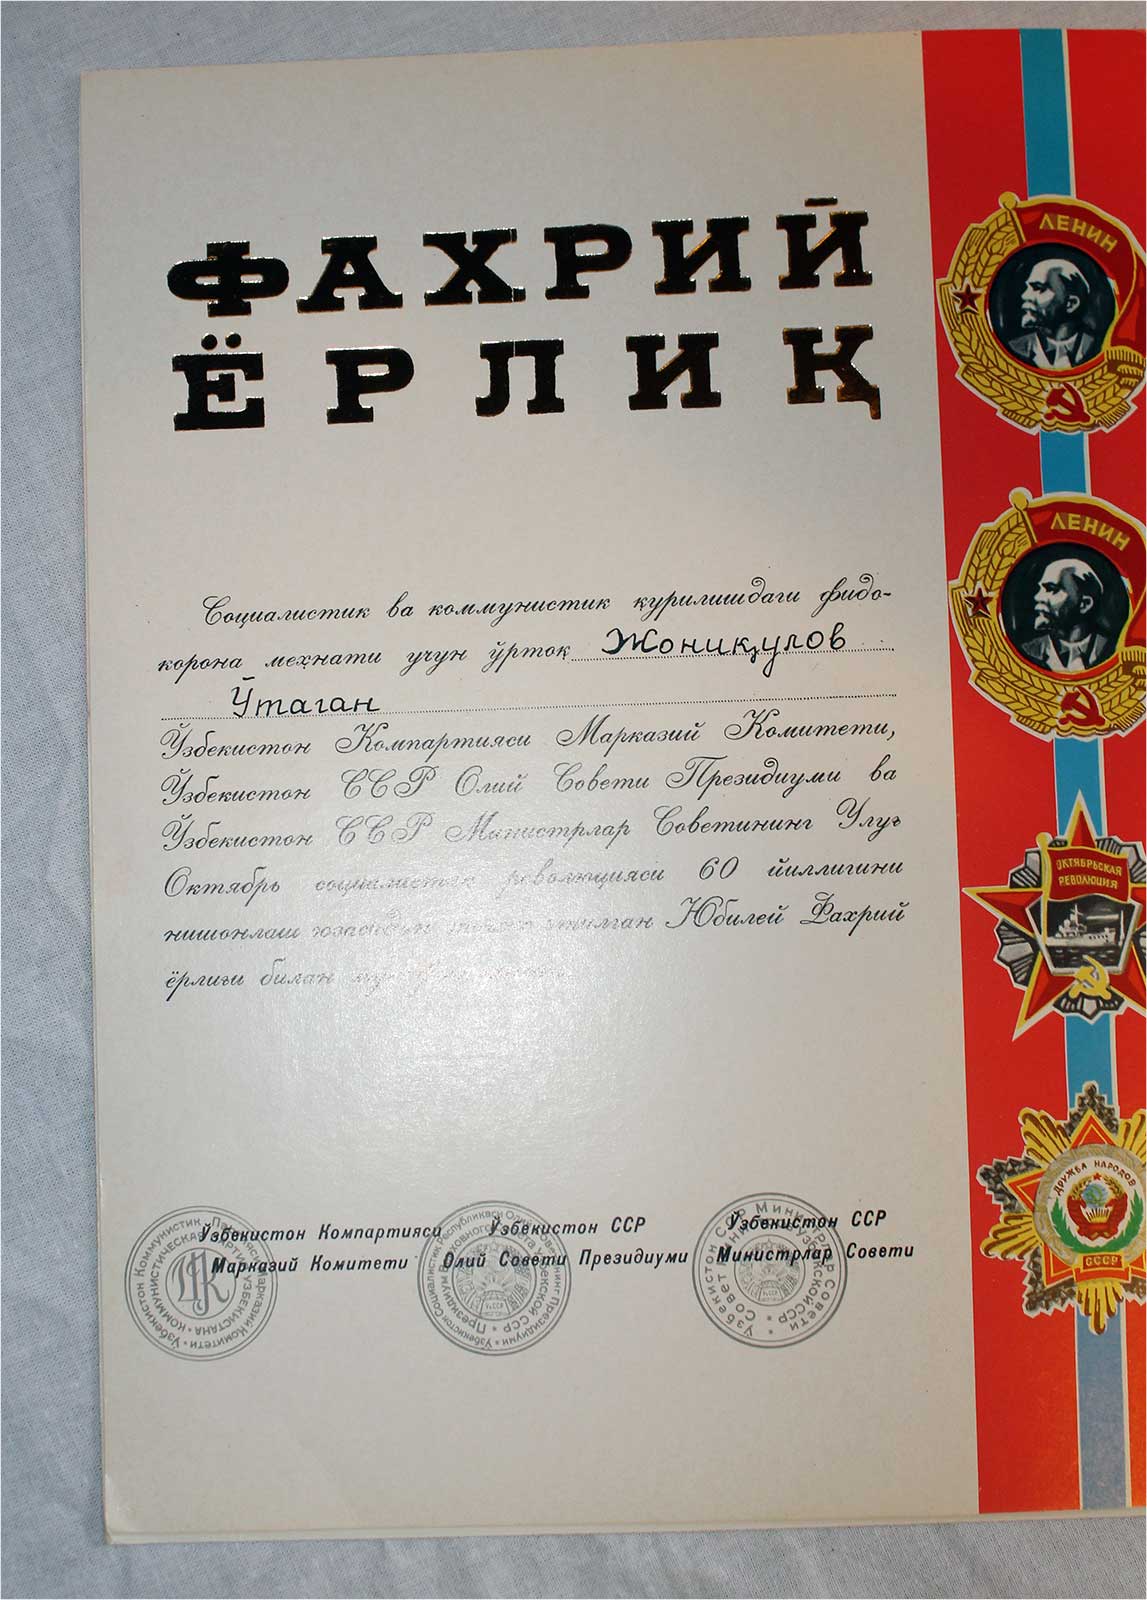 ФАХРИЙ
ЁРЛИҚ
Социалистик ва коммунистик қурилишдаги фидо-
корона меҳнати учун ўртоқ Жониқулов
Ўтаган
Ўзбекистон Компартияси Марказий Комитети,
Ўзбекистон ССР Олий Совети Президиуми ва
Ўзбекистон ССР Министрлар Советининг Улуғ
Октябрь социалистик революцияси 60 йиллигини
нишонлаш юзасидан этилган Юбилей Фахрий
ёрлиғи билан
Ўзбекистон Компартияси
Марказий Комитети
Ўзбекистон ССР
Олий Совети Президиуми
Ўзбекистон ССР
Министрлар Совети
ЛЕНИН
ЛЕНИН
ОКТЯБРЬСКАЯ
РЕВОЛЮЦИЯ
ДРУЖБА НАРОДОВ
СССР